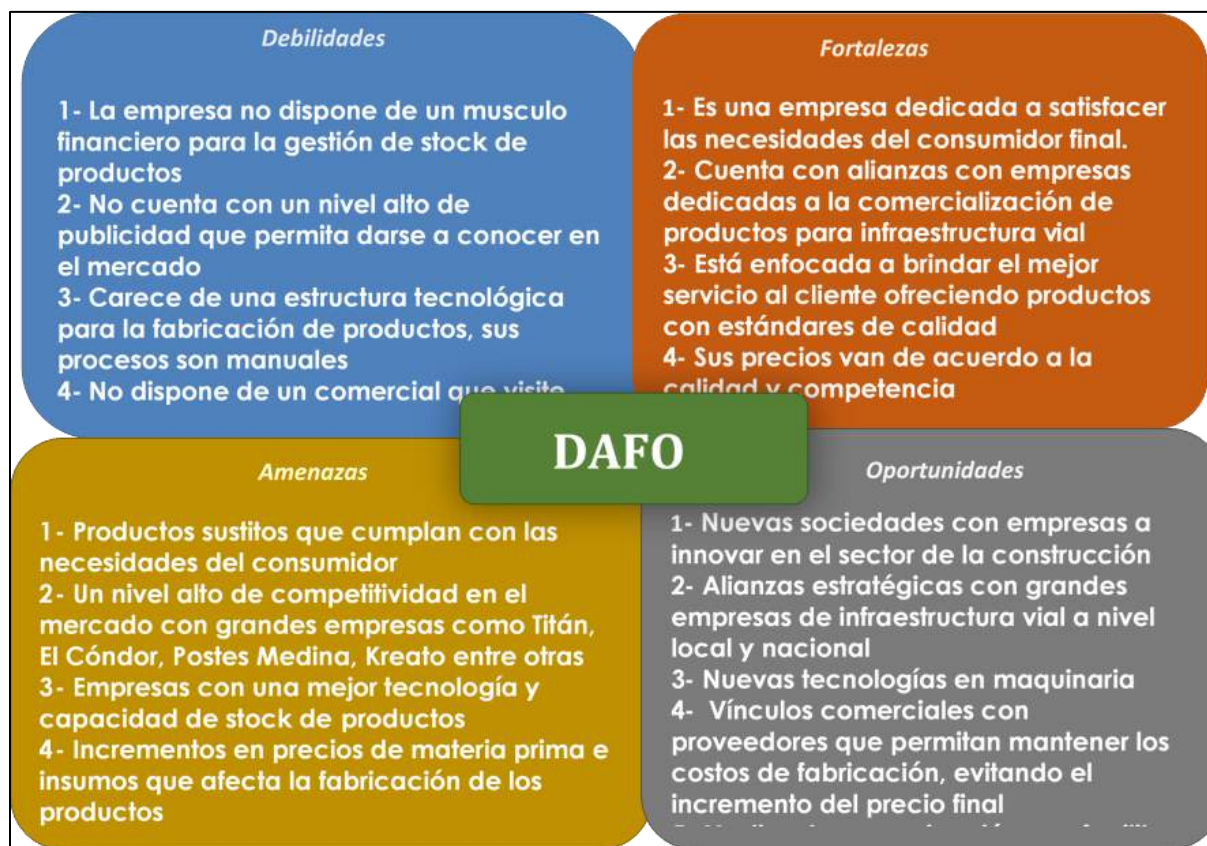 Debilidades
1- La empresa no dispone de un musculo
financiero para la gestión de stock de
productos
2- No cuenta con un nivel alto de
publicidad que permita darse a conocer en
el mercado
3- Carece de una estructura tecnológica
para la fabricación de productos, sus
procesos son manuales
4- No dispone de un comercial que visite
Fortalezas
1- Es una empresa dedicada a satisfacer
las necesidades del consumidor final.
2- Cuenta con alianzas con empresas
dedicadas a la comercialización de
productos para infraestructura vial
3- Está enfocada a brindar el mejor
servicio al cliente ofreciendo productos
con estándares de calidad
4- Sus precios van de acuerdo a la
calidad y competencia
DAFO
Amenazas
1- Productos sustitos que cumplan con las
necesidades del consumidor
2- Un nivel alto de competitividad en el
mercado con grandes empresas como Titán,
El Cóndor, Postes Medina, Kreato entre otras
3- Empresas con una mejor tecnología y
capacidad de stock de productos
4- Incrementos en precios de materia prima e
insumos que afecta la fabricación de los
productos
Oportunidades
1- Nuevas sociedades con empresas a
innovar en el sector de la construcción
2- Alianzas estratégicas con grandes
empresas de infraestructura vial a nivel
local y nacional
3- Nuevas tecnologías en maquinaria
4- Vínculos comerciales con
proveedores que permitan mantener los
costos de fabricación, evitando el
incremento del precio final